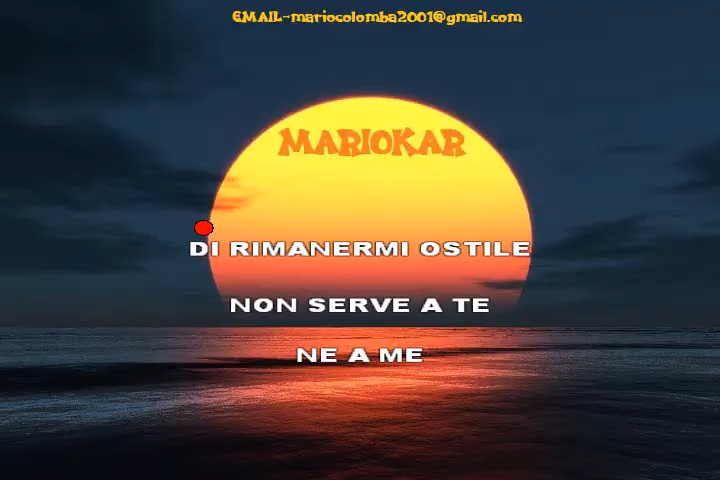 EMAIL-mariocolomba2001@gmail.com
MARIOKAR
DI RIMANERMI OSTILE
NON SERVE A TE
NE A ME